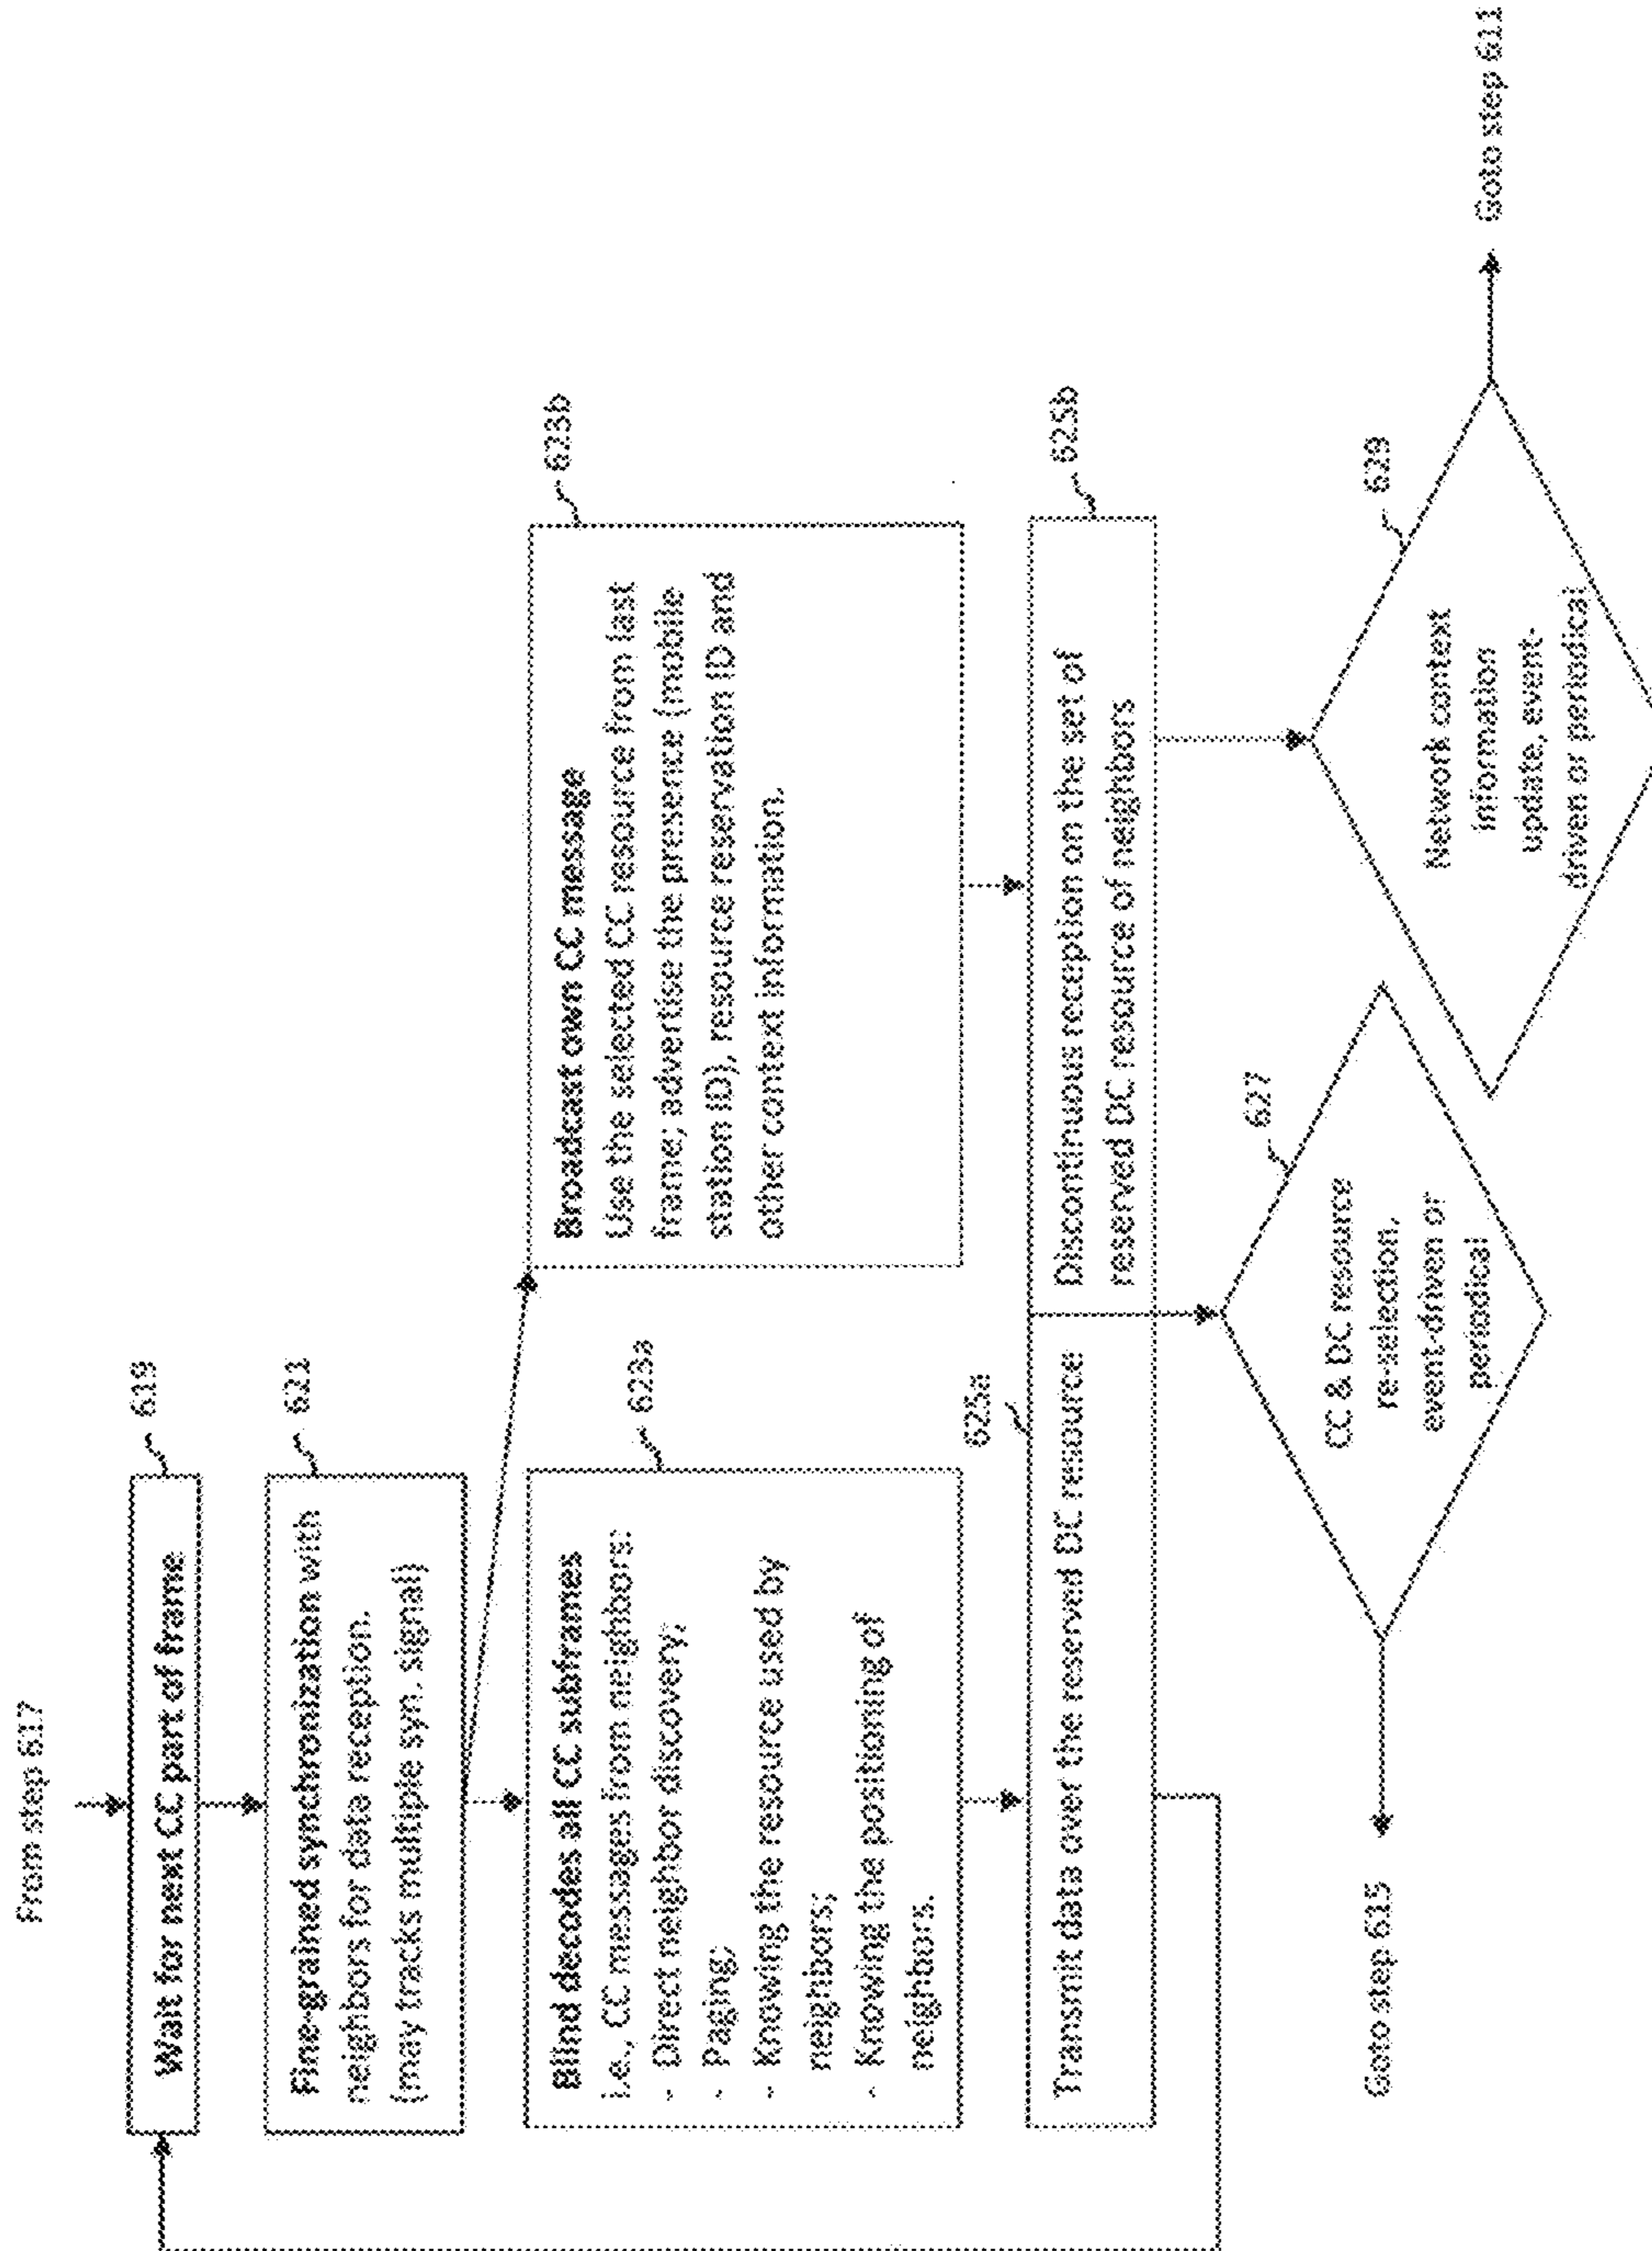 From step 617
619
Wait for next CC part of frame
621
Fine-grained synchronization with
neighbors for data reception.
(may tracks multiple syn. signal)
623a
Blind decodes all CC subframes
i.e., CC messages from neighbors:
- Direct neighbor discovery;
- Paging;
- Knowing the resource used by
neighbors;
- Knowing the positioning of
neighbors.
623b
Broadcast own CC message
Use the selected CC resource from last
frame; advertise the presence (mobile
station ID), resource reservation ID and
other context information.
625a
Transmit data over the reserved DC resource
625b
Discontinuous reception on the set of
reserved DC resource of neighbors
627
CC & DC resource
re-selection,
event-driven or
periodical
Goto step 615
629
Network context
information
update, event-
driven or periodical
Goto step 611